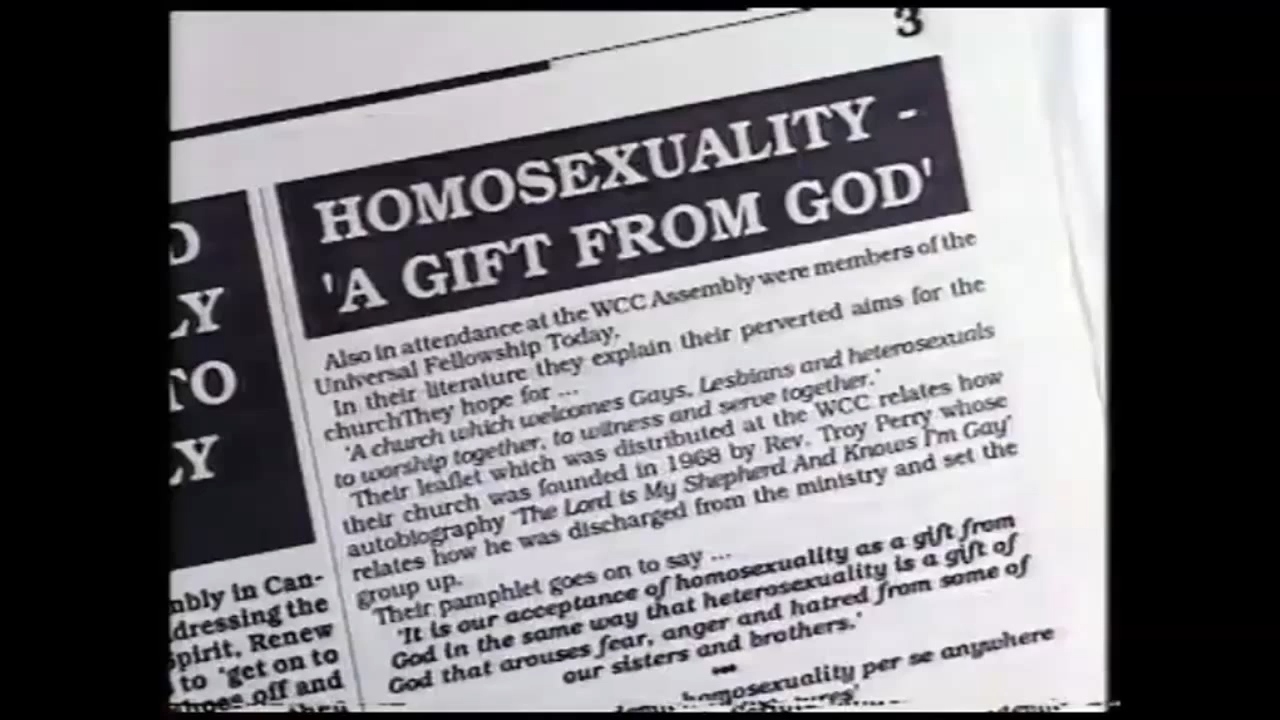 3
HOMOSEXUALITY -
'A GIFT FROM GOD'
Also in attendance at the WCC Assembly were members of the
Universal Fellowship Today.
In their literature they explain their perverted aims for the
churchThey hope for ...
'A church which welcomes Gays, Lesbians and heterosexuals
to worship together, to witness and serve together.'
Their leaflet which was distributed at the WCC relates how
their church was founded in 1968 by Rev. Troy Perry whose
autobiography 'The Lord is My Shepherd And Knows I'm Gay'
relates how he was discharged from the ministry and set the
group up.
Their pamphlet goes on to say ...
'It is our acceptance of homosexuality as a gift from
God in the same way that heterosexuality is a gift of
God that arouses fear, anger and hatred from some of
our sisters and brothers.'
homosexuality per se anywhere
LY
TO
LY
mbly in Can-
dressing the
Spirit, Renew
to 'get on to
off and